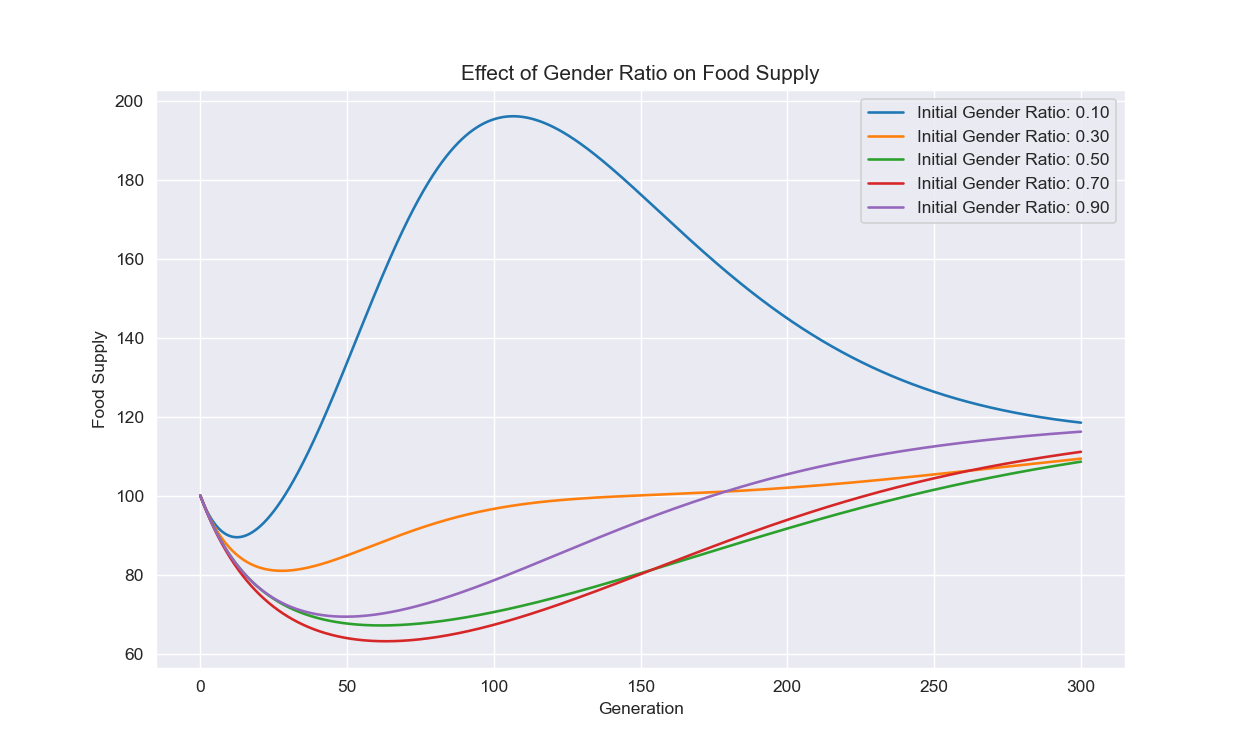 Effect of Gender Ratio on Food Supply
200
180
160
140
120
100
80
60
Food Supply
0 50 100 150 200 250 300
Generation
Initial Gender Ratio: 0.10
Initial Gender Ratio: 0.30
Initial Gender Ratio: 0.50
Initial Gender Ratio: 0.70
Initial Gender Ratio: 0.90